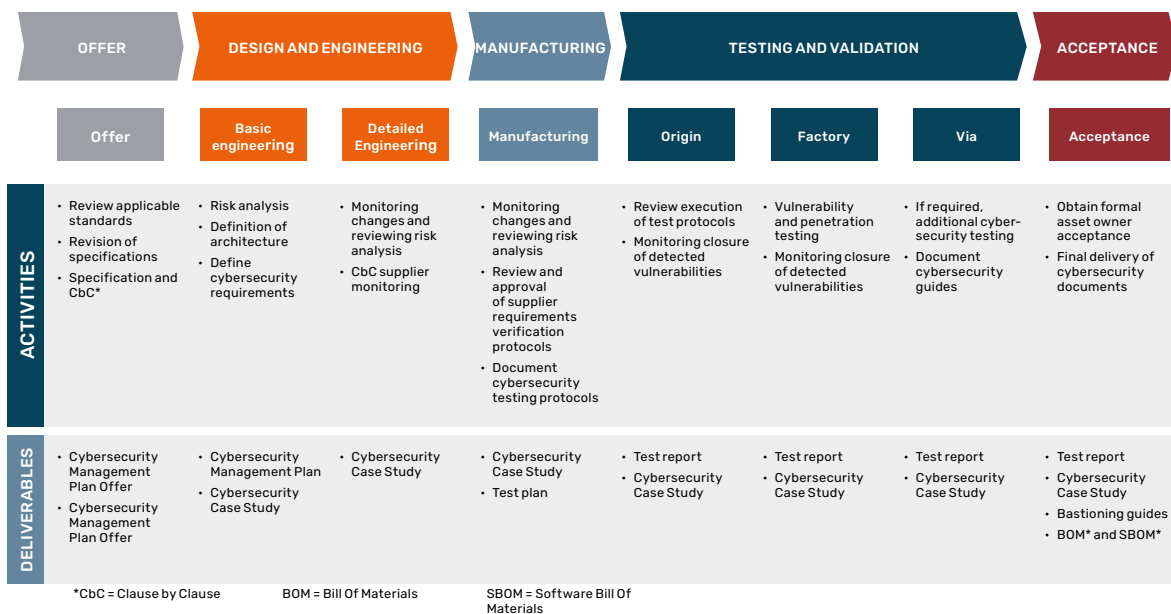 OFFER
DESIGN AND ENGINEERING
MANUFACTURING
TESTING AND VALIDATION
ACCEPTANCE
Offer
Basic
engineering
Detailed
Engineering
Manufacturing
Origin
Factory
Via
Acceptance
ACTIVITIES
• Review applicable
standards
• Revision of
specifications
• Specification and
CbC*
• Risk analysis
• Definition of
architecture
• Define
cybersecurity
requirements
• Monitoring
changes and
reviewing risk
analysis
• CbC supplier
monitoring
• Monitoring
changes and
reviewing risk
analysis
• Review and
approval
of supplier
requirements
verification
protocols
• Document
cybersecurity
testing protocols
• Review execution
of test protocols
• Monitoring closure
of detected
vulnerabilities
• Vulnerability
and penetration
testing
• Monitoring closure
of detected
vulnerabilities
• If required,
additional cyber-
security testing
• Document
cybersecurity
guides
• Obtain formal
asset owner
acceptance
• Final delivery of
cybersecurity
documents
DELIVERABLES
• Cybersecurity
Management
Plan Offer
• Cybersecurity
Management
Plan Offer
• Cybersecurity
Management Plan
• Cybersecurity
Case Study
• Cybersecurity
Case Study
• Cybersecurity
Case Study
• Test plan
• Test report
• Cybersecurity
Case Study
• Test report
• Cybersecurity
Case Study
• Test report
• Cybersecurity
Case Study
• Test report
• Cybersecurity
Case Study
• Bastioning guides
• BOM* and SBOM*
*CbC = Clause by Clause
BOM = Bill Of Materials
SBOM = Software Bill Of
Materials